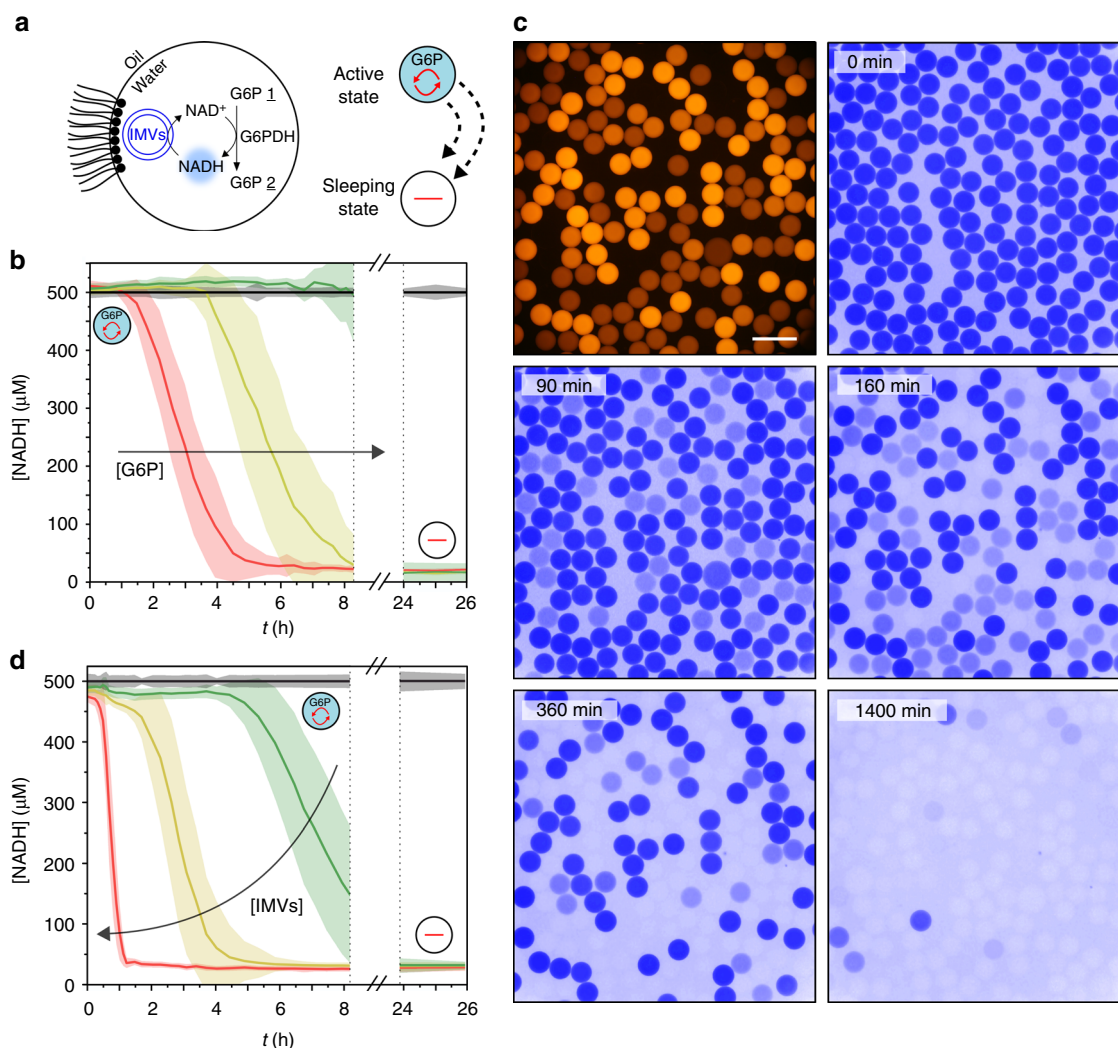 a
Oil
Water
IMVs
NAD⁺
NADH
G6P 1
G6PDH
G6P 2
Active
state
G6P
Sleeping
state
b
500
400
300
200
100
0
[NADH] (μM)
G6P
[G6P]
0 2 4 6 8 24 26
t (h)
c
0 min
90 min
160 min
360 min
1400 min
d
500
400
300
200
100
0
[NADH] (μM)
G6P
[IMVs]
0 2 4 6 8 24 26
t (h)